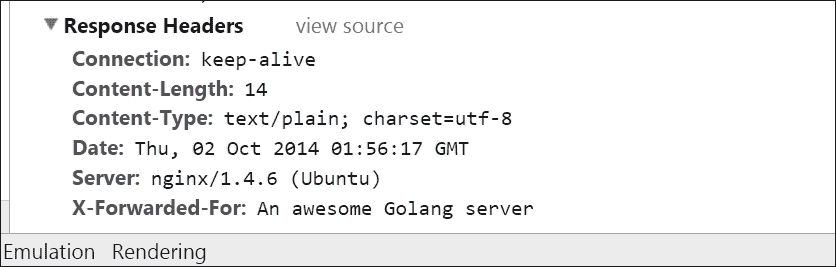 Response Headers view source
Connection: keep-alive
Content-Length: 14
Content-Type: text/plain; charset=utf-8
Date: Thu, 02 Oct 2014 01:56:17 GMT
Server: nginx/1.4.6 (Ubuntu)
X-Forwarded-For: An awesome Golang server
Emulation Rendering